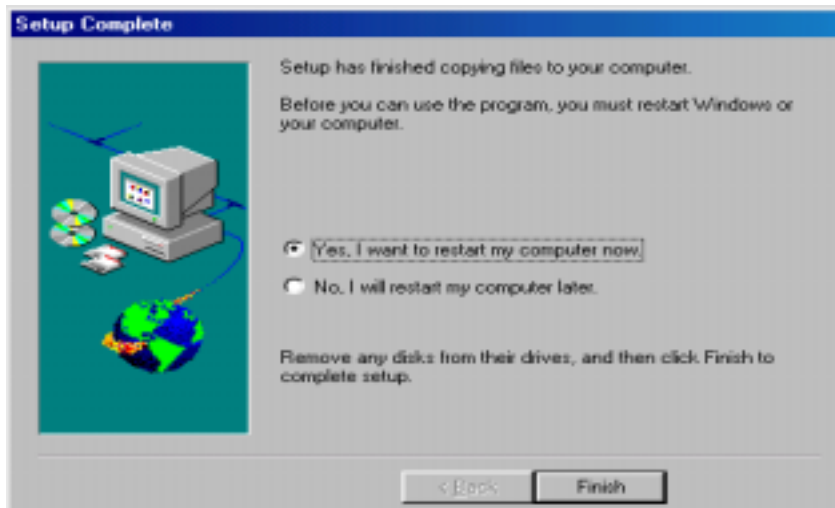 Setup Complete
Setup has finished copying files to your computer.
Before you can use the program, you must restart Windows or
your computer.
Yes, I want to restart my computer now.
No, I will restart my computer later.
Remove any disks from their drives, and then click Finish to
complete setup.
< Back
Finish